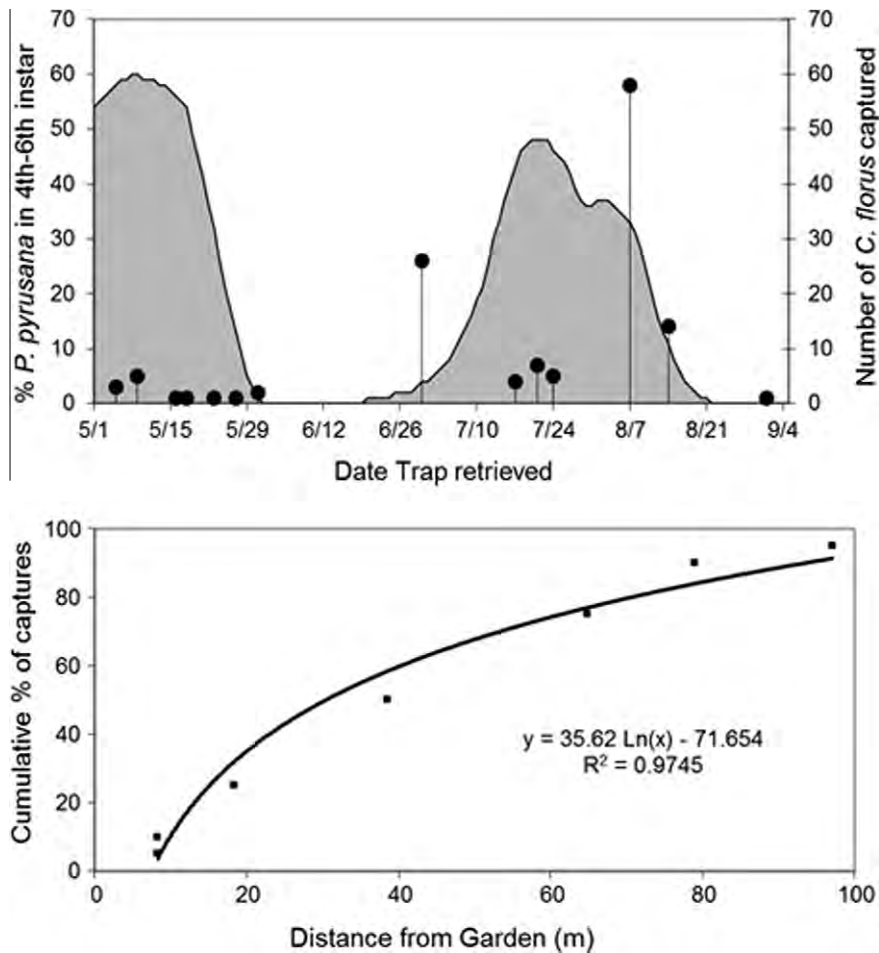 % P. pyrusana in 4th-6th instar
70
60
50
40
30
20
10
0
70
60
50
40
30
20
10
0
Number of C. florus captured
5/1 5/15 5/29 6/12 6/26 7/10 7/24 8/7 8/21 9/4
Date Trap retrieved
Cumulative % of captures
100
80
60
40
20
0
y = 35.62 Ln(x) - 71.654
R² = 0.9745
0 20 40 60 80 100
Distance from Garden (m)